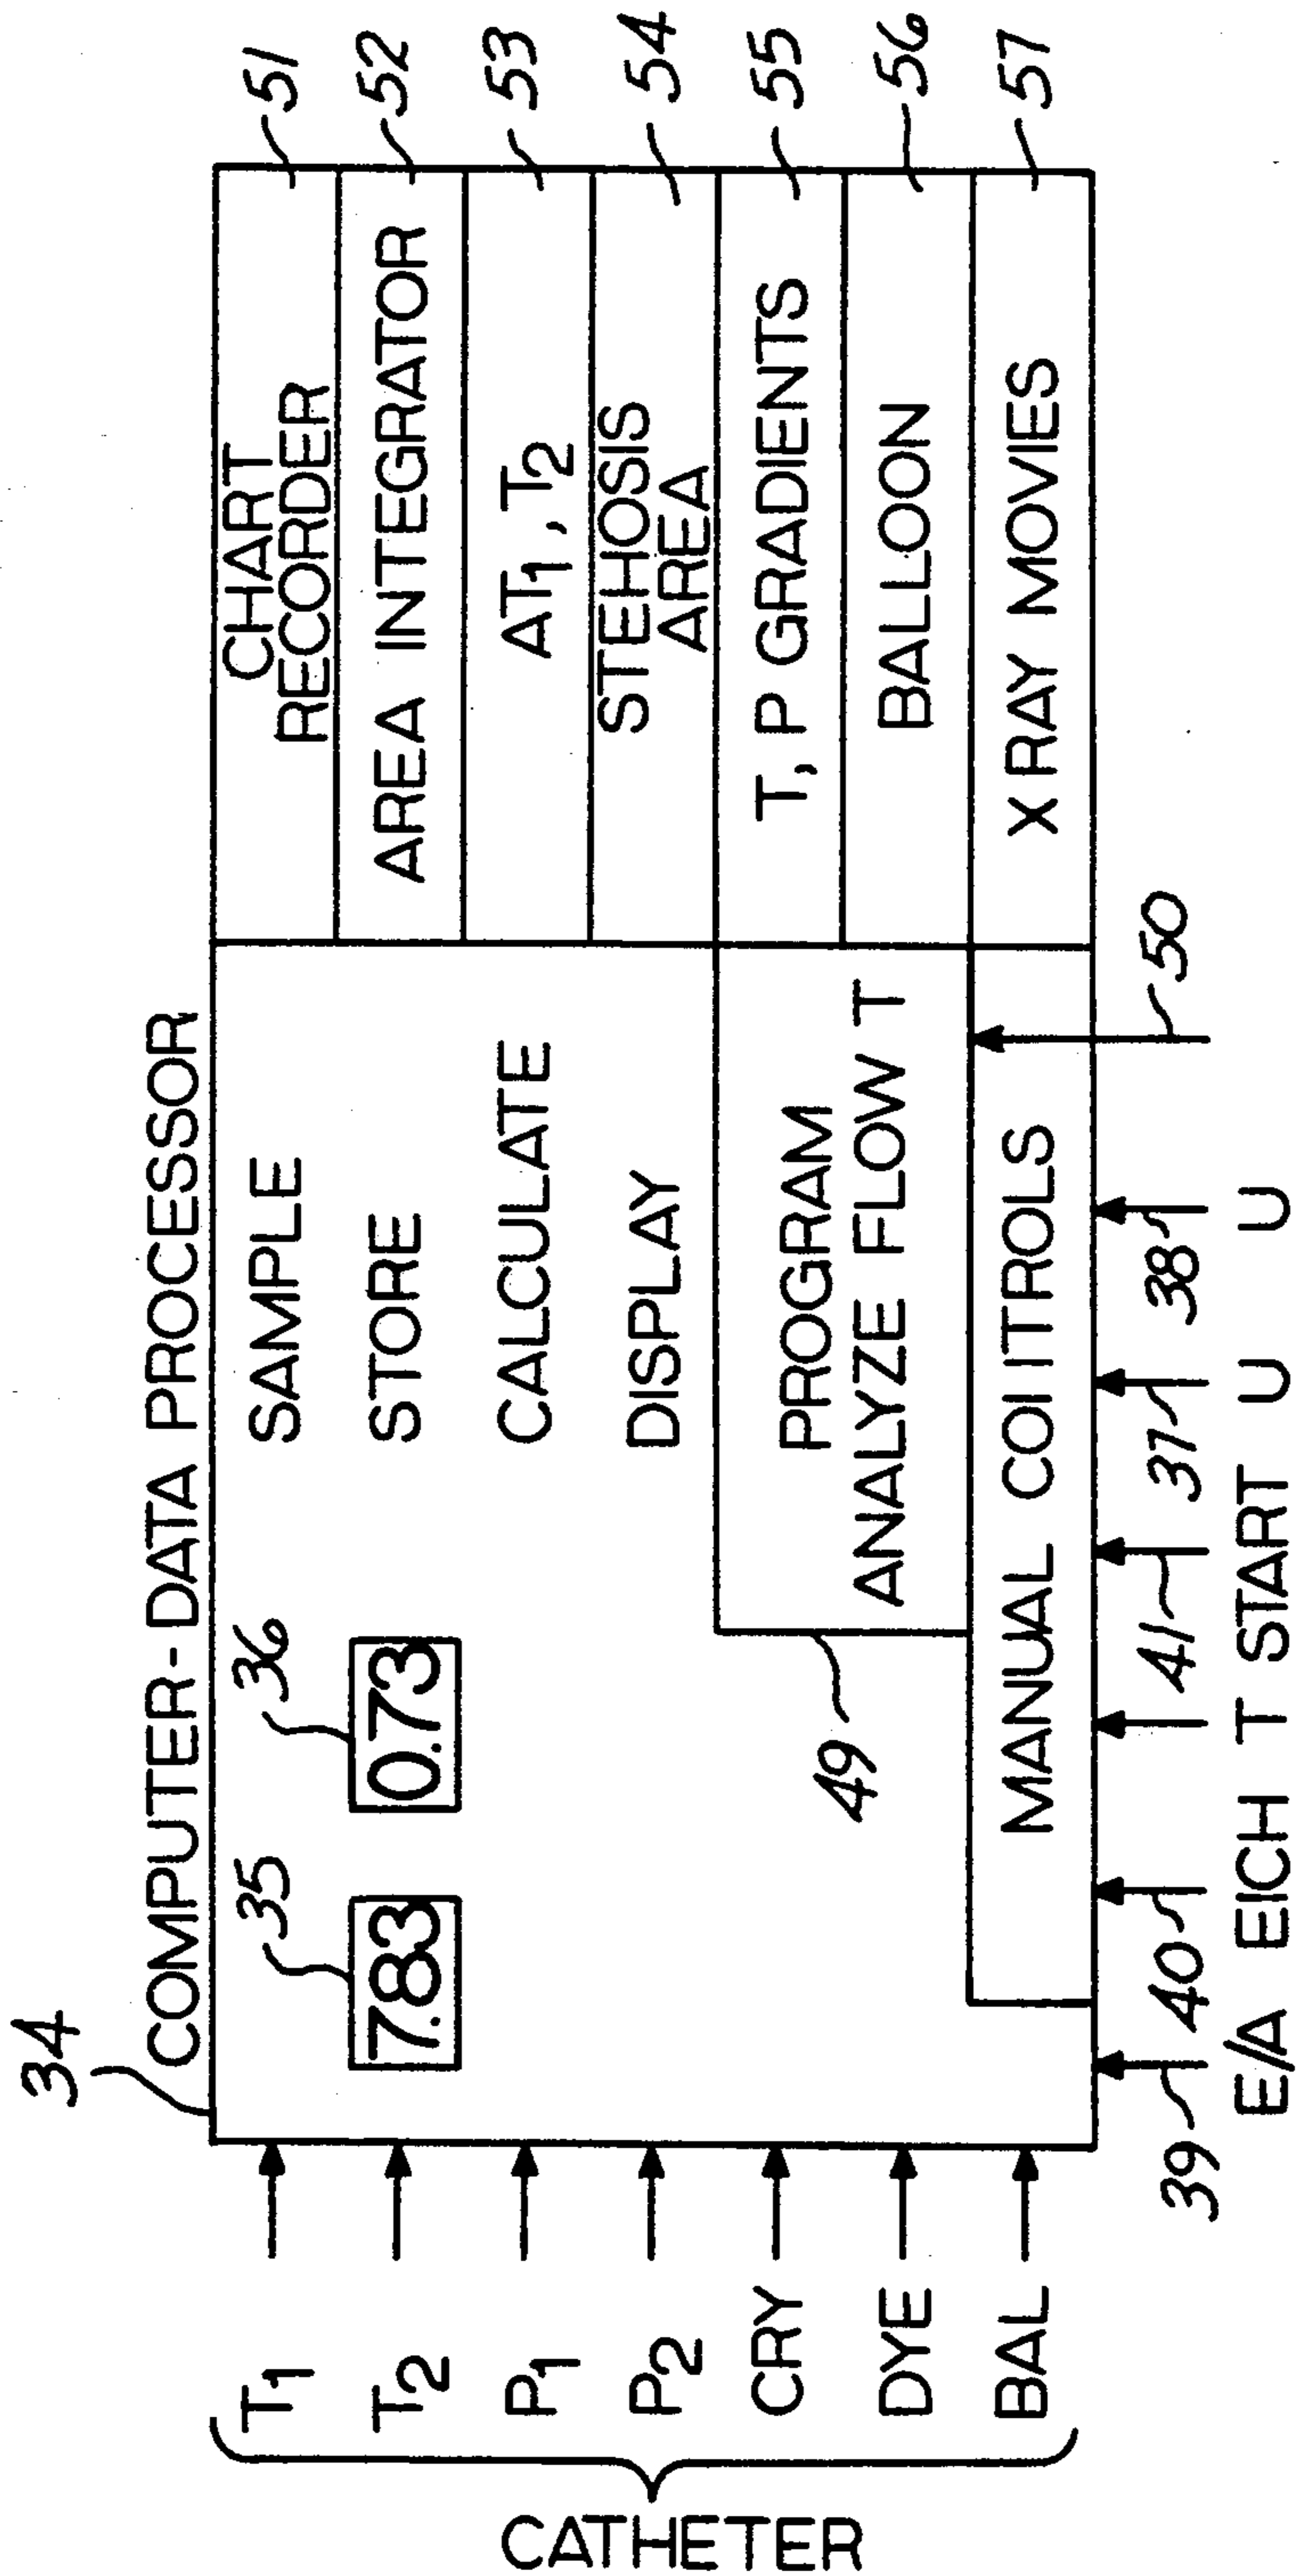 34
COMPUTER-DATA PROCESSOR
CATHETER
T1
T2
P1
P2
CRY
DYE
BAL
35
36
7.83
0.73
SAMPLE
STORE
CALCULATE
DISPLAY
49
PROGRAM
ANALYZE FLOW T
MANUAL COIITROLS
CHART
RECORDER
51
AREA INTEGRATOR
52
AT1, T2
53
STEHOSIS
AREA
54
T, P GRADIENTS
55
BALLOON
56
X RAY MOVIES
57
39
40
41
37
38
50
E/A EICH T START U U